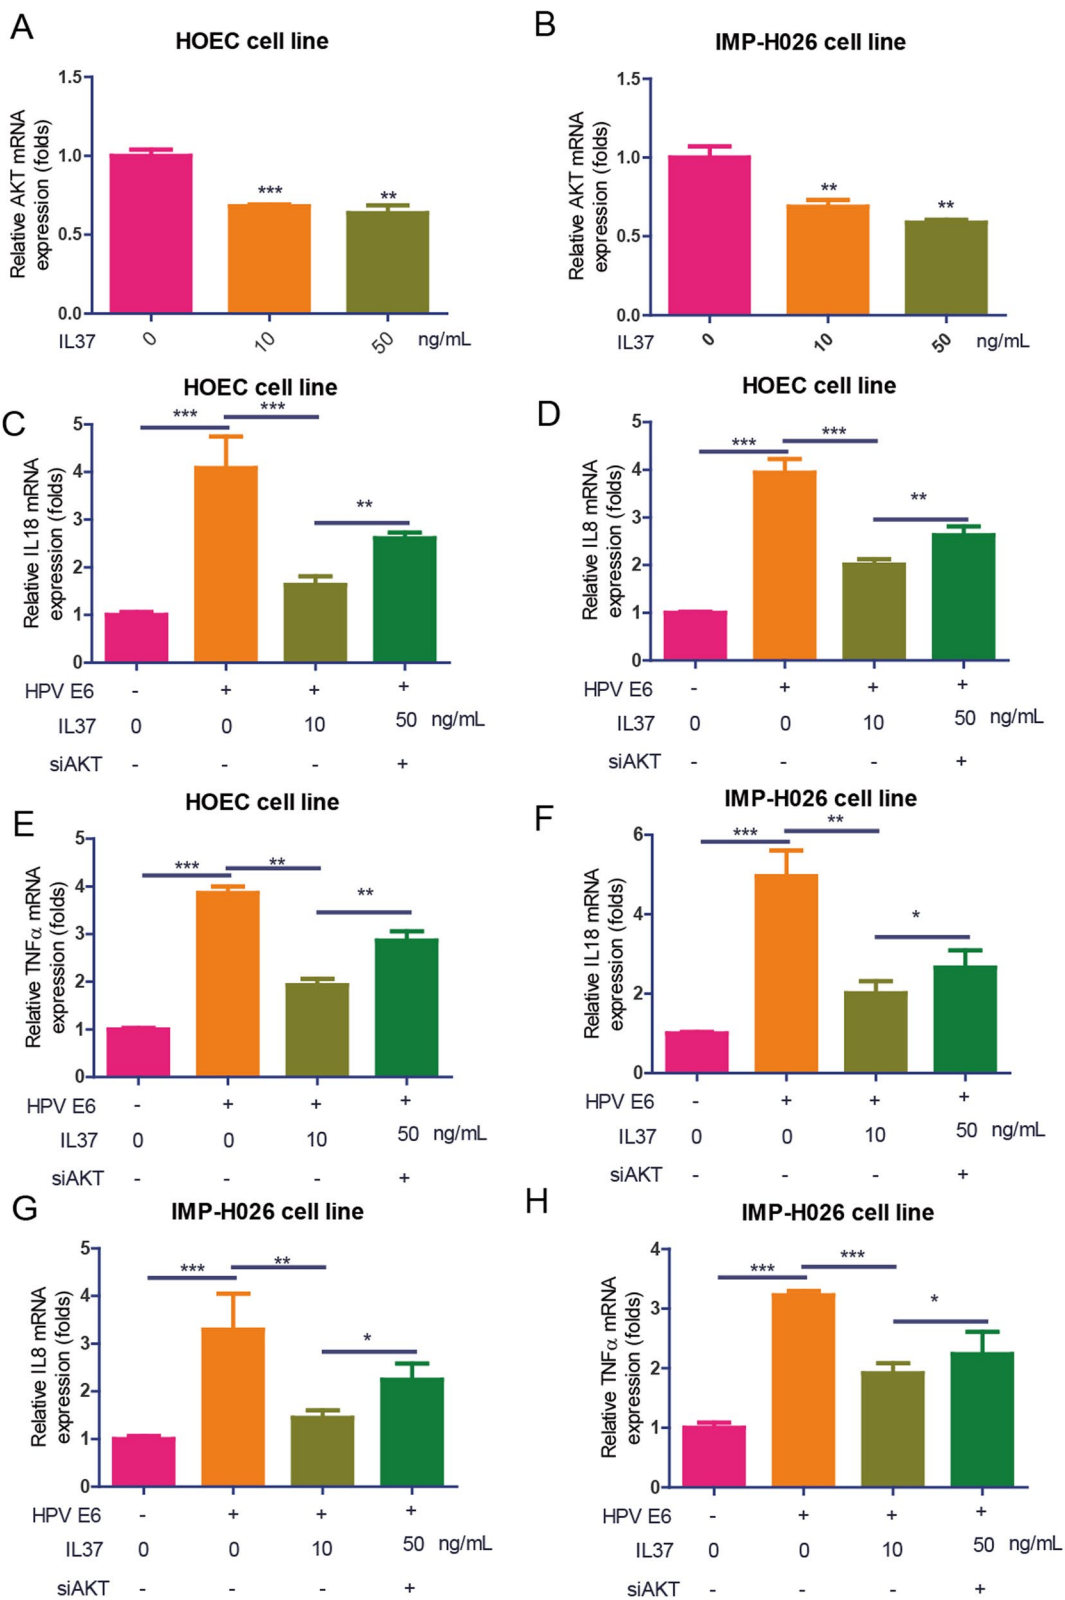 A
HOEC cell line
Relative AKT mRNA
expression (folds)
1.5
1.0
0.5
0.0
***
**
IL37
0
10
50
ng/mL
B
IMP-H026 cell line
Relative AKT mRNA
expression (folds)
1.5
1.0
0.5
0.0
**
**
IL37
0
10
50
ng/mL
C
HOEC cell line
Relative IL18 mRNA
expression (folds)
5
4
3
2
1
0
***
***
**
HPV E6 - + + +
IL37 0 0 10 50 ng/mL
siAKT - - - +
D
HOEC cell line
Relative IL8 mRNA
expression (folds)
5
4
3
2
1
0
***
***
**
HPV E6 - + + +
IL37 0 0 10 50 ng/mL
siAKT - - - +
E
HOEC cell line
Relative TNFα mRNA
expression (folds)
5
4
3
2
1
0
***
**
**
HPV E6 - + + +
IL37 0 0 10 50 ng/mL
siAKT - - - +
F
IMP-H026 cell line
Relative IL18 mRNA
expression (folds)
6
4
2
0
***
**
*
HPV E6 - + + +
IL37 0 0 10 50 ng/mL
siAKT - - - +
G
IMP-H026 cell line
Relative IL8 mRNA
expression (folds)
5
4
3
2
1
0
***
**
*
HPV E6 - + + +
IL37 0 0 10 50 ng/mL
siAKT - - - +
H
IMP-H026 cell line
Relative TNFα mRNA
expression (folds)
4
3
2
1
0
***
***
*
HPV E6 - + + +
IL37 0 0 10 50 ng/mL
siAKT - - - +